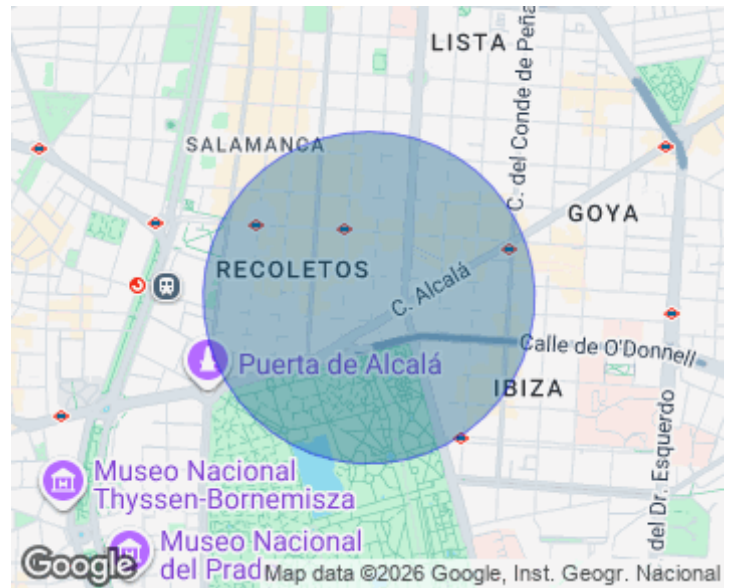 LISTA
C. del Conde de Peña
SALAMANCA
GOYA
RECOLETOS
C. Alcalá
Calle de O'Donnell
Puerta de Alcalá
IBIZA
del Dr. Esquerdo
Museo Nacional
Thyssen-Bornemisza
Museo Nacional
del Prad
Google
Map data ©2026 Google, Inst. Geogr. Nacional